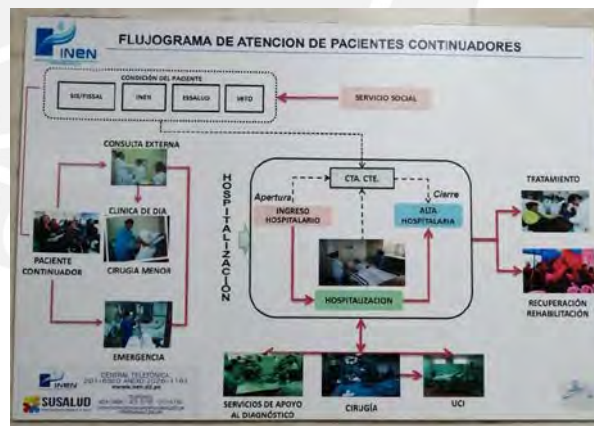 INEN
FLUJOGRAMA DE ATENCION DE PACIENTES CONTINUADORES
CONDICIÓN DEL PACIENTE
SIS/FISSAL
INEN
ESSALUD
SERVICIO SOCIAL
CONSULTA EXTERNA
CLINICA DE DIA
CIRUGIA MENOR
PACIENTE
CONTINUADOR
EMERGENCIA
HOSPITALIZACIÓN
CTA. CTE.
Apertura
Cierre
INGRESO
HOSPITALARIO
ALTA
HOSPITALARIA
HOSPITALIZACION
TRATAMIENTO
RECUPERACIÓN
REHABILITACIÓN
SERVICIOS DE APOYO
AL DIAGNÓSTICO
CIRUGÍA
UCI
INEN
CENTRAL TELEFÓNICA
SUSALUD